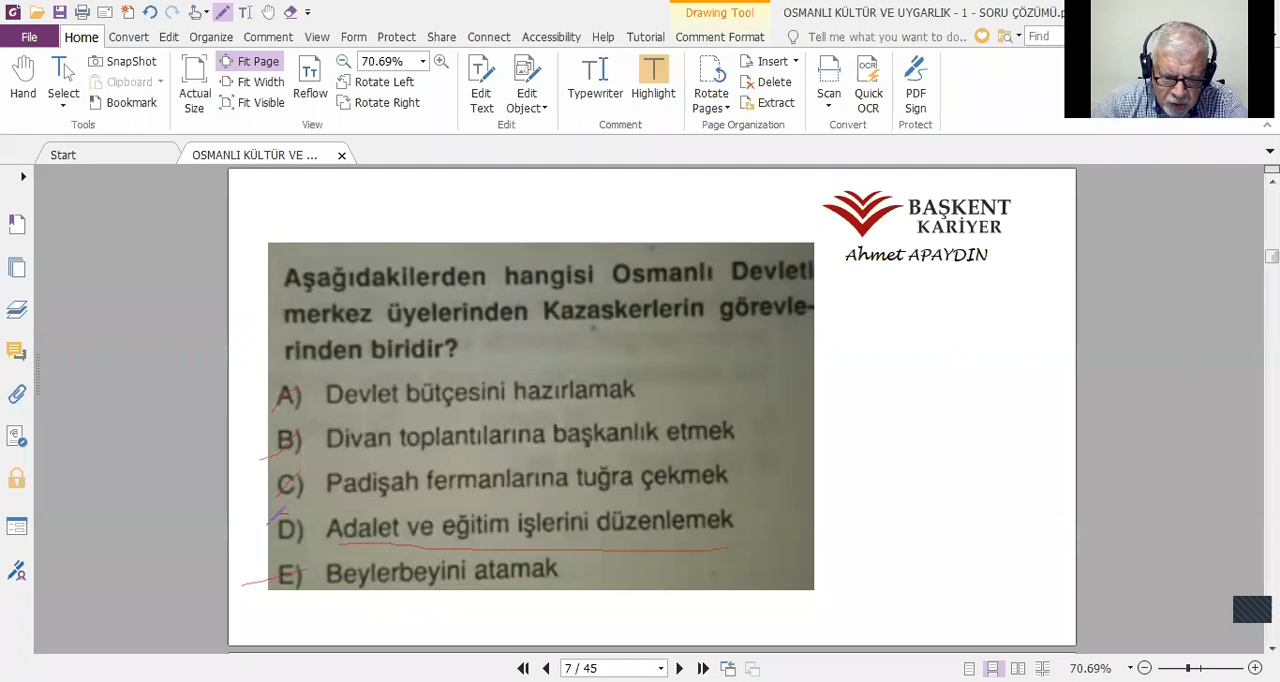 Drawing Tool
OSMANLI KÜLTÜR VE UYGARLIK - 1 - SORU ÇÖZÜMÜ.p
File Home Convert Edit Organize Comment View Form Protect Share Connect Accessibility Help Tutorial Comment Format Tell me what you want to do.. Find
Hand Select SnapShot Clipboard Bookmark
Tools
Actual Size Fit Page Fit Width Fit Visible Reflow 70.69% Rotate Left Rotate Right
View
Edit Text Edit Object
Edit
Typewriter Highlight
Comment
Rotate Pages Insert Delete Extract
Page Organization
Scan Quick OCR
Convert
PDF Sign
Protect
Start OSMANLI KÜLTÜR VE ...
BAŞKENT
KARİYER
Ahmet APAYDIN
Aşağıdakilerden hangisi Osmanlı Devleti
merkez üyelerinden Kazaskerlerin görevle-
rinden biridir?
A) Devlet bütçesini hazırlamak
B) Divan toplantılarına başkanlık etmek
C) Padişah fermanlarına tuğra çekmek
D) Adalet ve eğitim işlerini düzenlemek
E) Beylerbeyini atamak
7 / 45 70.69%